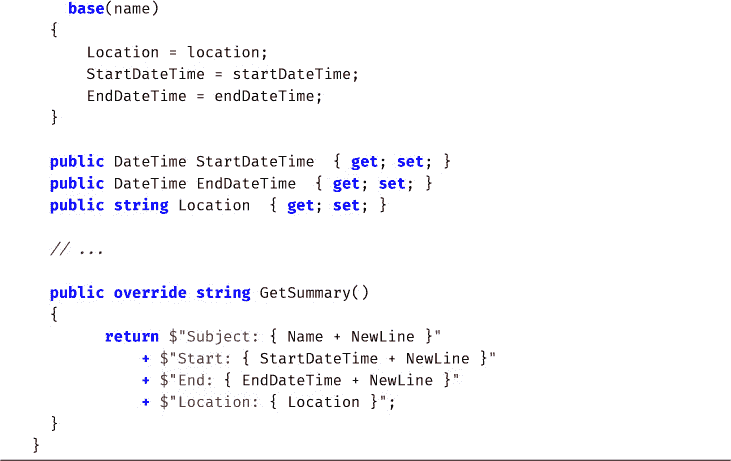 base(name)
{
Location = location;
StartDateTime = startDateTime;
EndDateTime = endDateTime;
}
public DateTime StartDateTime  { get; set; }
public DateTime EndDateTime  { get; set; }
public string Location  { get; set; }
// ...
public override string GetSummary()
{
return $"Subject: { Name + NewLine }"
+ $"Start: { StartDateTime + NewLine }"
+ $"End: { EndDateTime + NewLine }"
+ $"Location: { Location }";
}
}